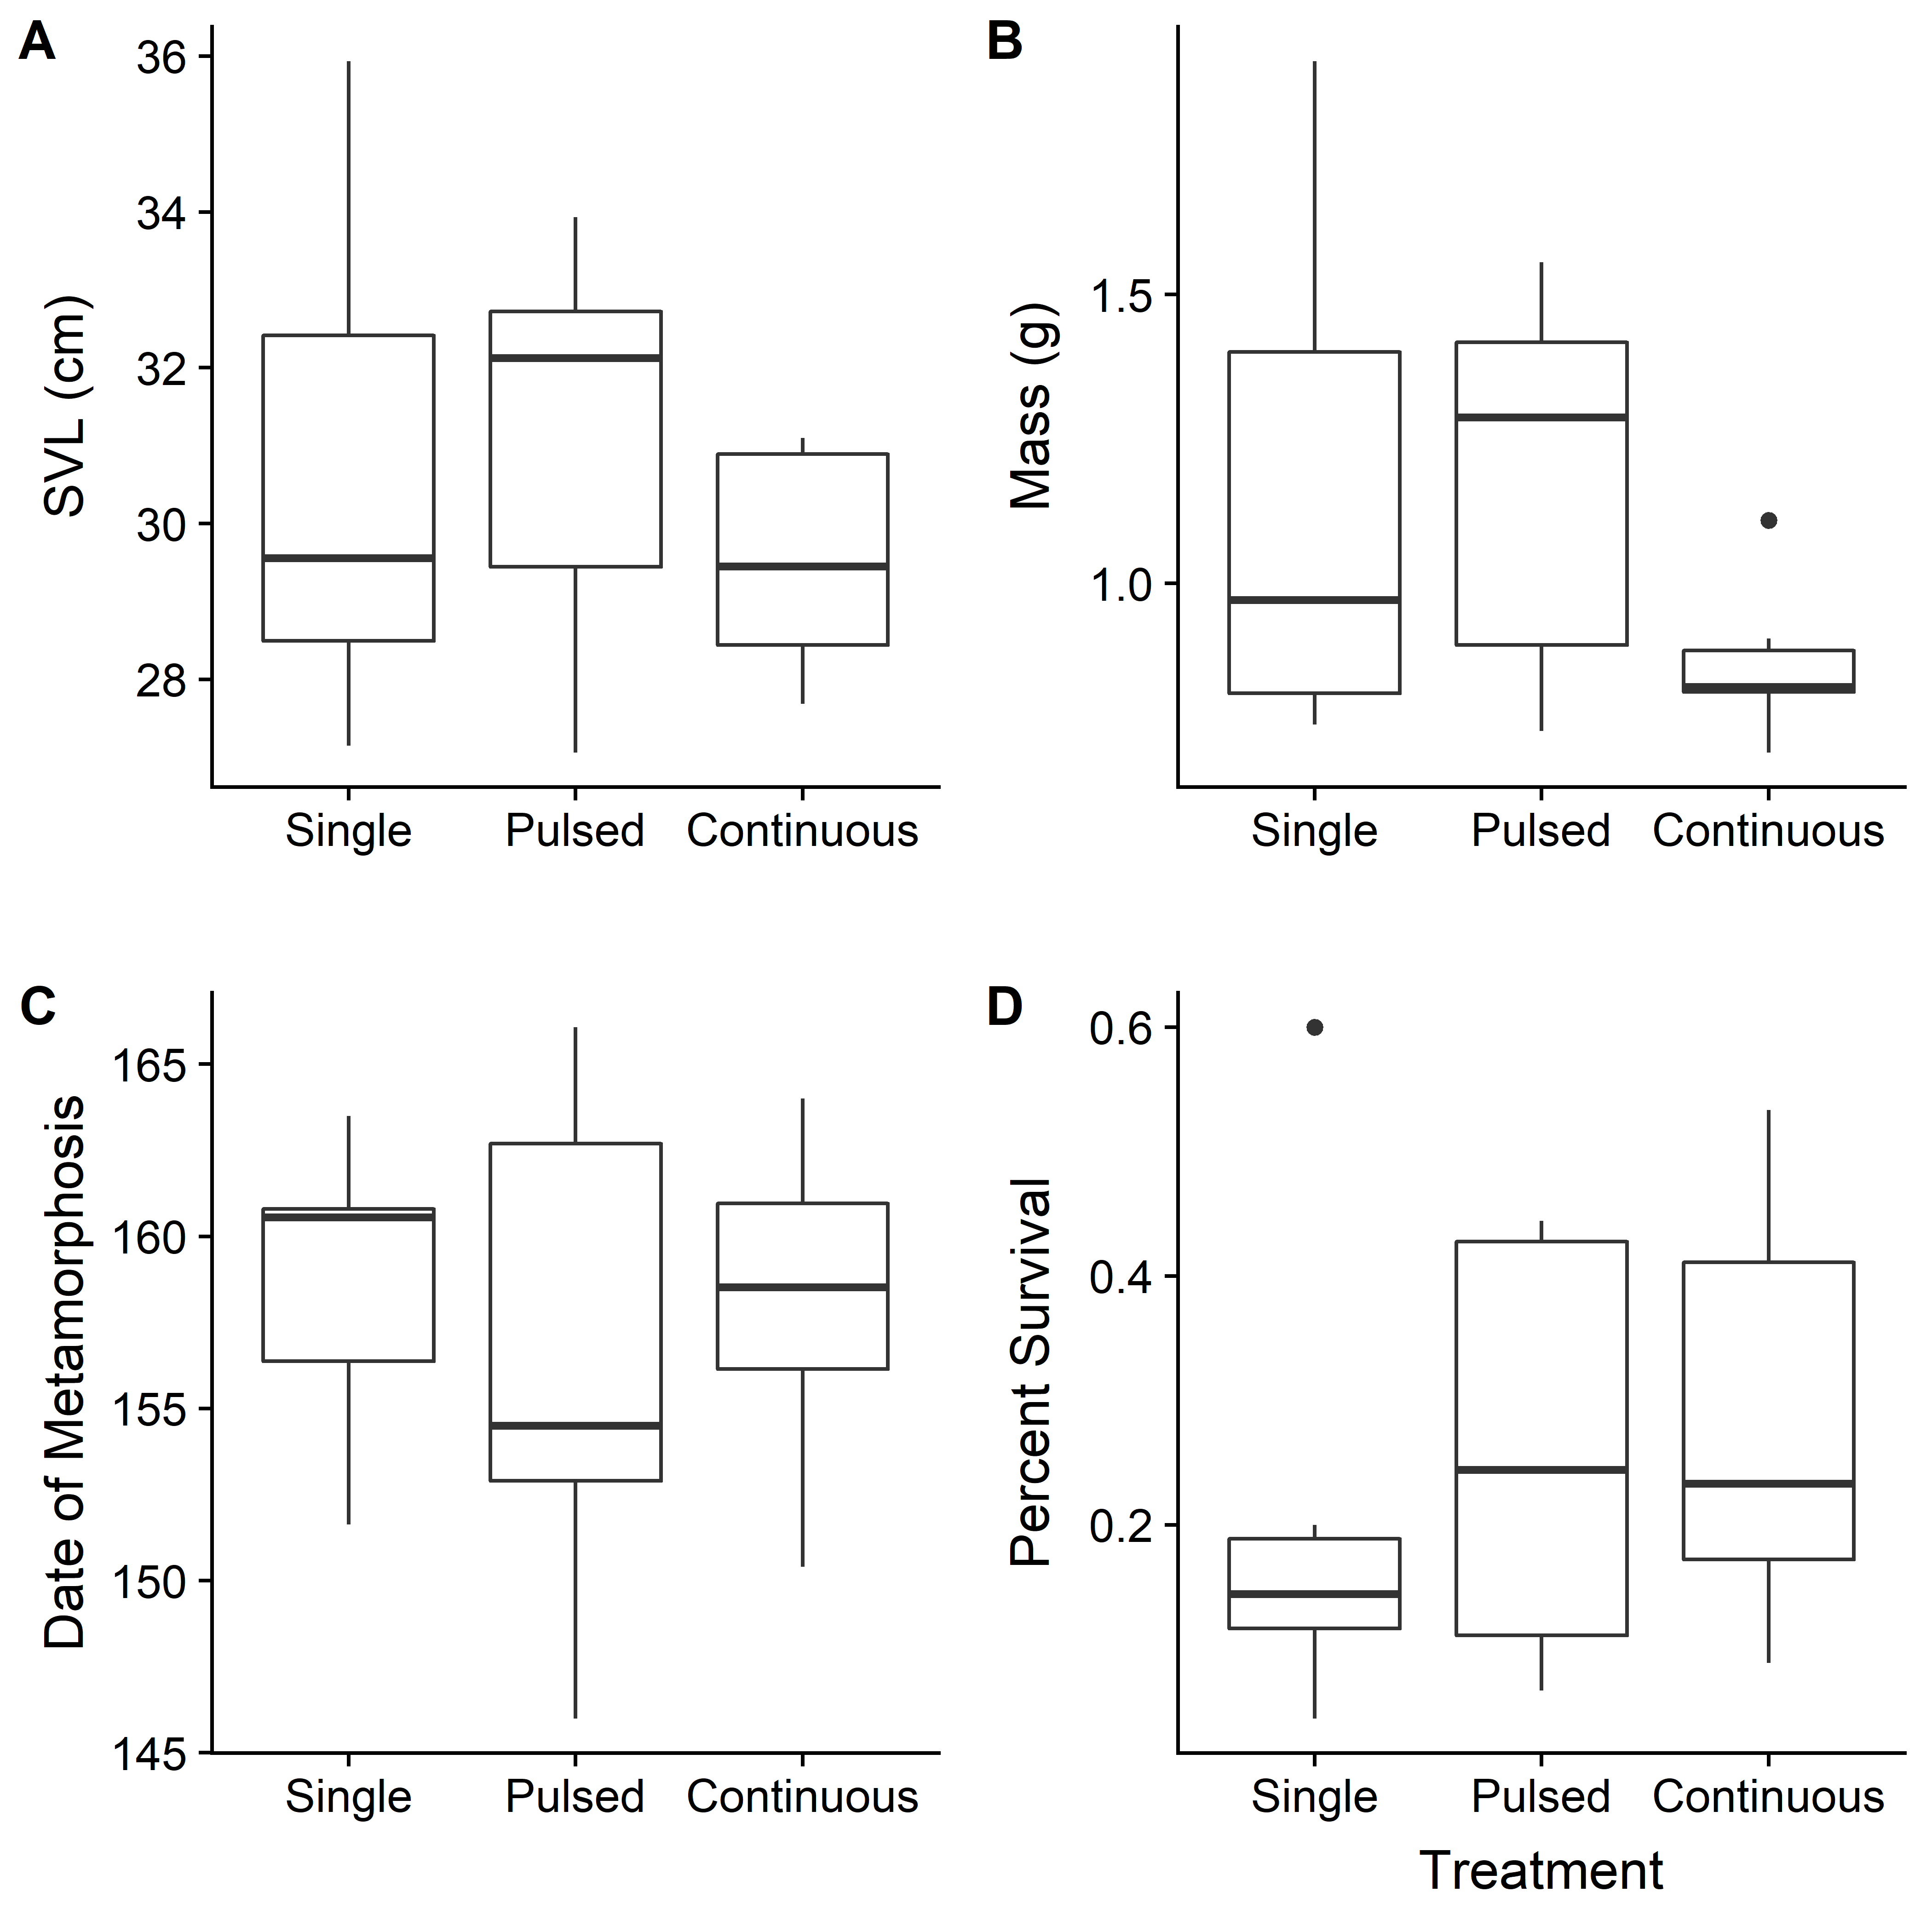 A
SVL (cm)
36
34
32
30
28
Single Pulsed Continuous
B
Mass (g)
1.5
1.0
Single Pulsed Continuous
C
Date of Metamorphosis
165
160
155
150
145
Single Pulsed Continuous
D
Percent Survival
0.6
0.4
0.2
Single Pulsed Continuous
Treatment